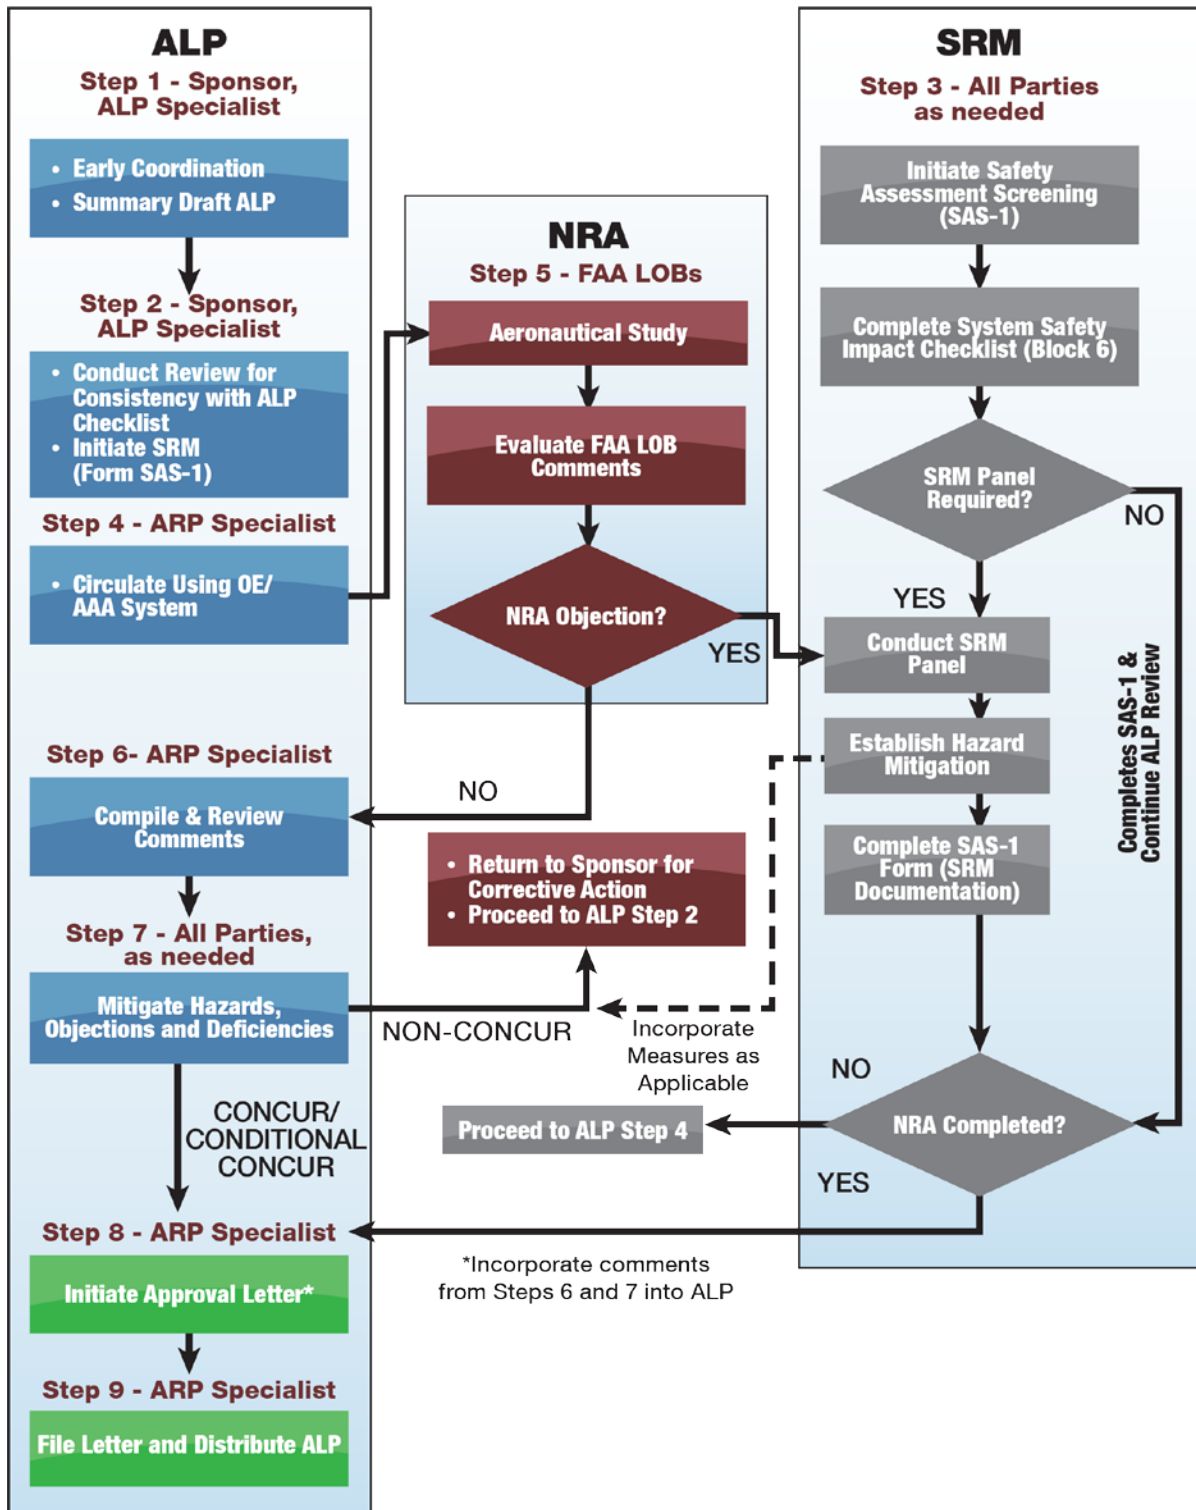 ALP
Step 1 - Sponsor,
ALP Specialist
• Early Coordination
• Summary Draft ALP
Step 2 - Sponsor,
ALP Specialist
• Conduct Review for
Consistency with ALP
Checklist
• Initiate SRM
(Form SAS-1)
Step 4 - ARP Specialist
• Circulate Using OE/
AAA System
Step 6- ARP Specialist
Compile & Review
Comments
Step 7 - All Parties,
as needed
Mitigate Hazards,
Objections and Deficiencies
CONCUR/
CONDITIONAL
CONCUR
Step 8 - ARP Specialist
Initiate Approval Letter*
Step 9 - ARP Specialist
File Letter and Distribute ALP
NRA
Step 5 - FAA LOBs
Aeronautical Study
Evaluate FAA LOB
Comments
NRA Objection?
YES
NO
• Return to Sponsor for
Corrective Action
• Proceed to ALP Step 2
NON-CONCUR
Incorporate
Measures as
Applicable
Proceed to ALP Step 4
*Incorporate comments
from Steps 6 and 7 into ALP
SRM
Step 3 - All Parties
as needed
Initiate Safety
Assessment Screening
(SAS-1)
Complete System Safety
Impact Checklist (Block 6)
SRM Panel
Required?
NO
YES
Conduct SRM
Panel
Establish Hazard
Mitigation
Complete SAS-1
Form (SRM
Documentation)
Completes SAS-1 &
Continue ALP Review
NO
NRA Completed?
YES